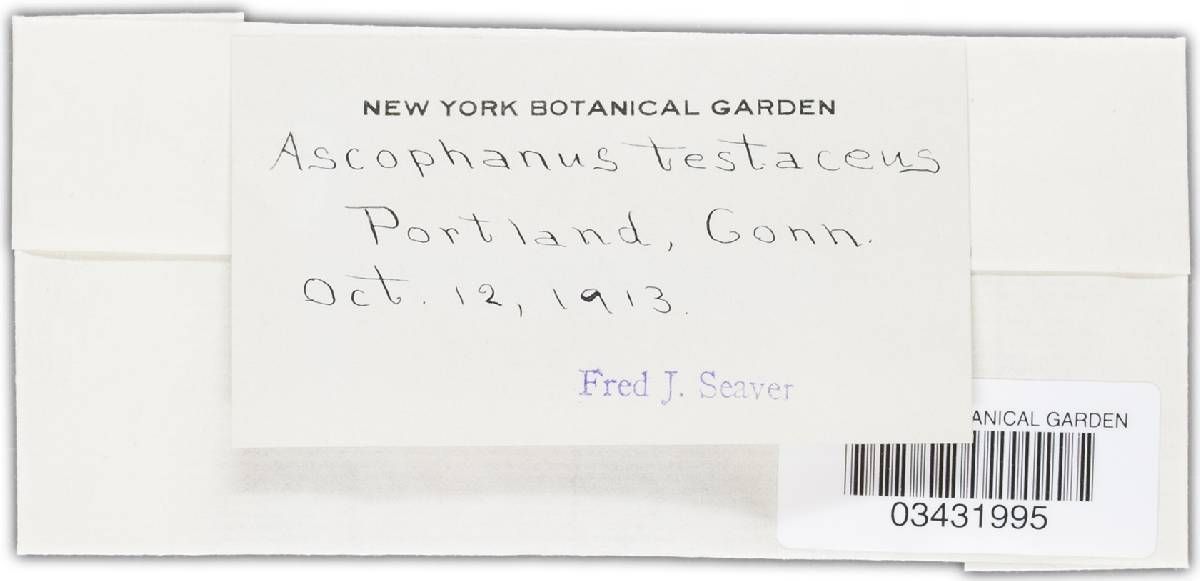 NEW YORK BOTANICAL GARDEN
Ascophanus testaceus
Portland, Conn.
Oct. 12, 1913.
Fred J. Seaver
ANICAL GARDEN
03431995